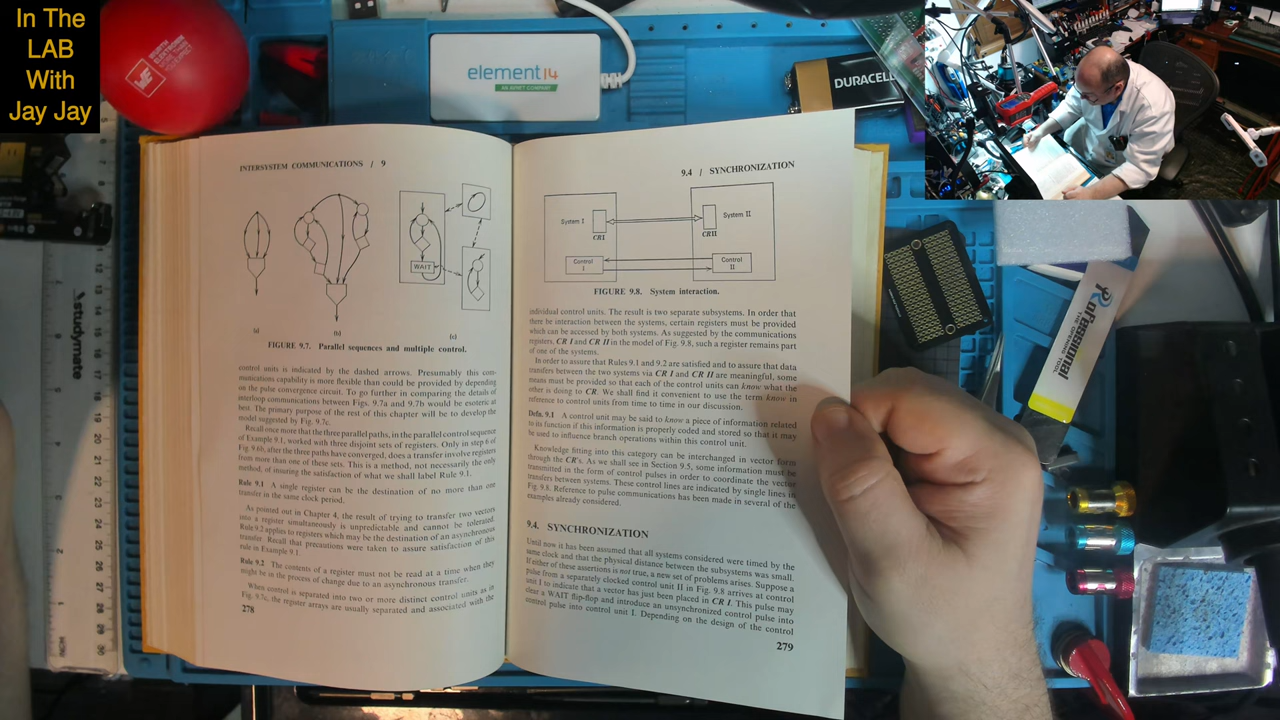 In The
LAB
With
Jay Jay
WURTH
ELEKTRONIK
element14
AN AVNET COMPANY
DURACELL
studymate
Rofessional
THE OPENING TOOL
INTERSYSTEM COMMUNICATIONS / 9
WAIT
(a)
(b)
(c)
FIGURE 9.7. Parallel sequences and multiple control.
control units is indicated by the dashed arrows. Presumably this com-
munications capability is more flexible than could be provided by depending
on the pulse convergence circuit. To go further in comparing the details of
interloop communications between Figs. 9.7a and 9.7b would be esoteric at
best. The primary purpose of the rest of this chapter will be to develop the
model suggested by Fig. 9.7c.
Recall once more that the three parallel paths, in the parallel control sequence
of Example 9.1, worked with three disjoint sets of registers. Only in step 6 of
Fig. 9.6b, after the three paths have converged, does a transfer involve registers
from more than one of these sets. This is a method, not necessarily the only
method, of insuring the satisfaction of what we shall label Rule 9.1.
Rule 9.1 A single register can be the destination of no more than one
transfer in the same clock period.
As pointed out in Chapter 4, the result of trying to transfer two vectors
into a register simultaneously is unpredictable and cannot be tolerated.
Rule 9.2 applies to registers which may be the destination of an asynchronous
transfer. Recall that precautions were taken to assure satisfaction of this
rule in Example 9.1.
Rule 9.2 The contents of a register must not be read at a time when they
might be in the process of change due to an asynchronous transfer.
When control is separated into two or more distinct control units as in
Fig. 9.7c, the register arrays are usually separated and associated with the
278
9.4 / SYNCHRONIZATION
System I
CRI
System II
CRII
Control
I
Control
II
FIGURE 9.8. System interaction.
individual control units. The result is two separate subsystems. In order that
there be interaction between the systems, certain registers must be provided
which can be accessed by both systems. As suggested by the communications
registers, CR I and CR II in the model of Fig. 9.8, such a register remains part
of one of the systems.
In order to assure that Rules 9.1 and 9.2 are satisfied and to assure that data
transfers between the two systems via CR I and CR II are meaningful, some
means must be provided so that each of the control units can know what the
other is doing to CR. We shall find it convenient to use the term know in
reference to control units from time to time in our discussion.
Defn. 9.1 A control unit may be said to know a piece of information related
to its function if this information is properly coded and stored so that it may
be used to influence branch operations within this control unit.
Knowledge fitting into this category can be interchanged in vector form
through the CR's. As we shall see in Section 9.5, some information must be
transmitted in the form of control pulses in order to coordinate the vector
transfers between systems. These control lines are indicated by single lines in
Fig. 9.8. Reference to pulse communications has been made in several of the
examples already considered.
9.4. SYNCHRONIZATION
Until now it has been assumed that all systems considered were timed by the
same clock and that the physical distance between the subsystems was small.
If either of these assertions is not true, a new set of problems arises. Suppose a
pulse from a separately clocked control unit II in Fig. 9.8 arrives at control
unit I to indicate that a vector has just been placed in CR I. This pulse may
clear a WAIT flip-flop and introduce an unsynchronized control pulse into
control pulse into control unit I. Depending on the design of the control
279